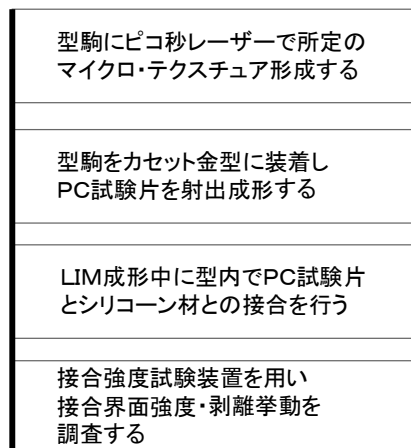 型駒にピコ秒レーザーで所定の
マイクロ・テクスチュア形成する
型駒をカセット金型に装着し
PC試験片を射出成形する
LIM成形中に型内でPC試験片
とシリコーン材との接合を行う
接合強度試験装置を用い
接合界面強度・剥離挙動を
調査する